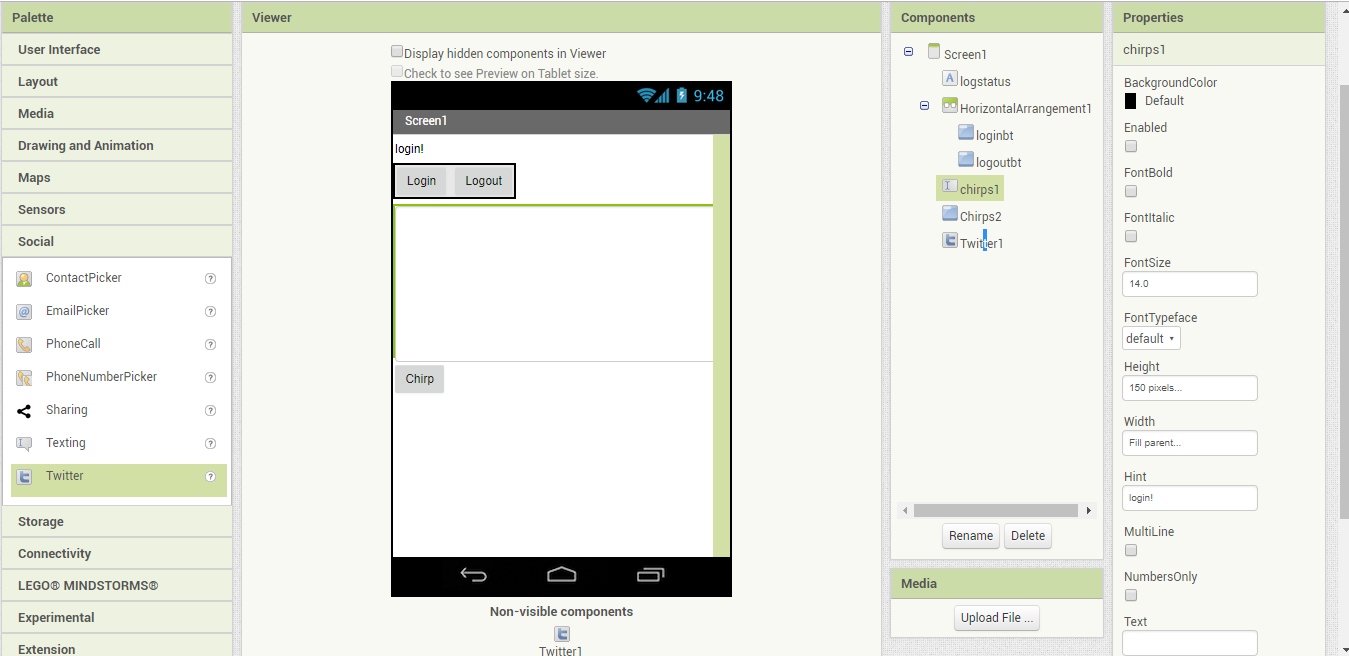 Palette
User Interface
Layout
Media
Drawing and Animation
Maps
Sensors
Social
ContactPicker ?
EmailPicker ?
PhoneCall ?
PhoneNumberPicker ?
Sharing ?
Texting ?
Twitter ?
Storage
Connectivity
LEGO® MINDSTORMS®
Experimental
Extension
Viewer
Display hidden components in Viewer
Check to see Preview on Tablet size.
9:48
Screen1
login!
Login Logout
Chirp
Non-visible components
Twitter1
Components
Screen1
A logstatus
HorizontalArrangement1
loginbt
logoutbt
chirps1
Chirps2
Twitter1
Rename Delete
Media
Upload File ...
Properties
chirps1
BackgroundColor
Default
Enabled
FontBold
FontItalic
FontSize
14.0
FontTypeface
default
Height
150 pixels...
Width
Fill parent...
Hint
login!
MultiLine
NumbersOnly
Text